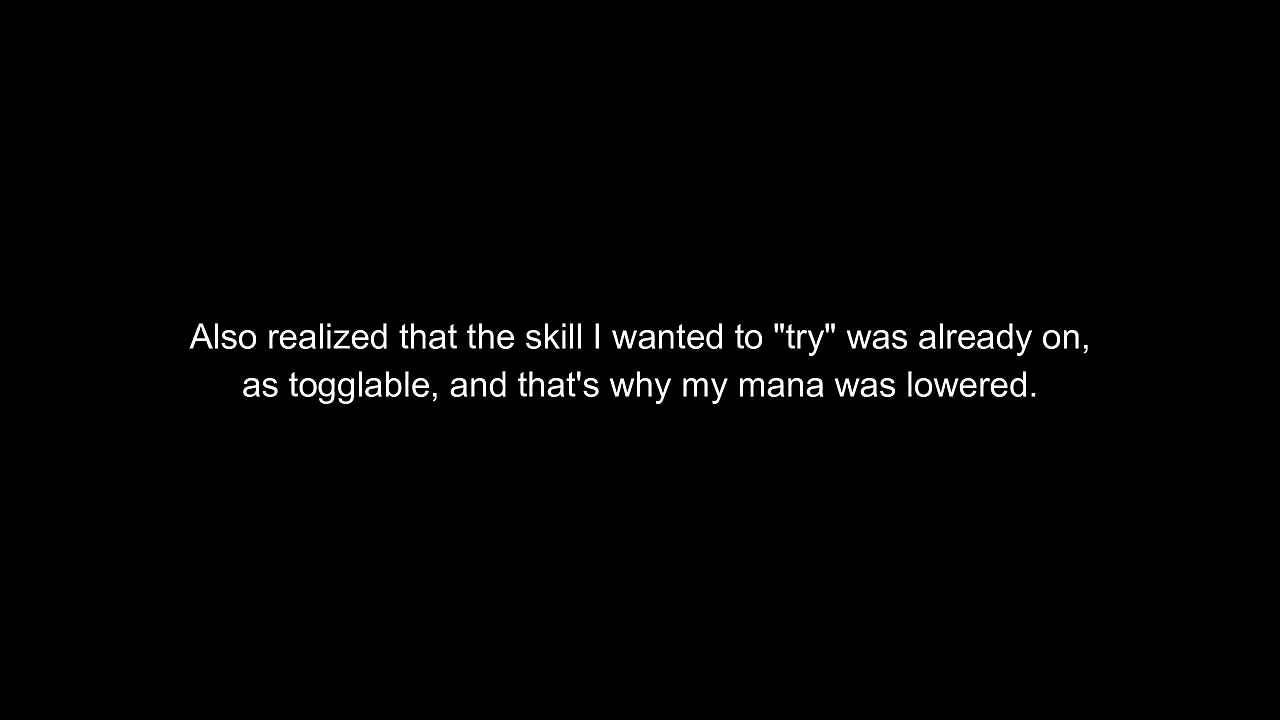 Also realized that the skill I wanted to "try" was already on,
as togglable, and that's why my mana was lowered.